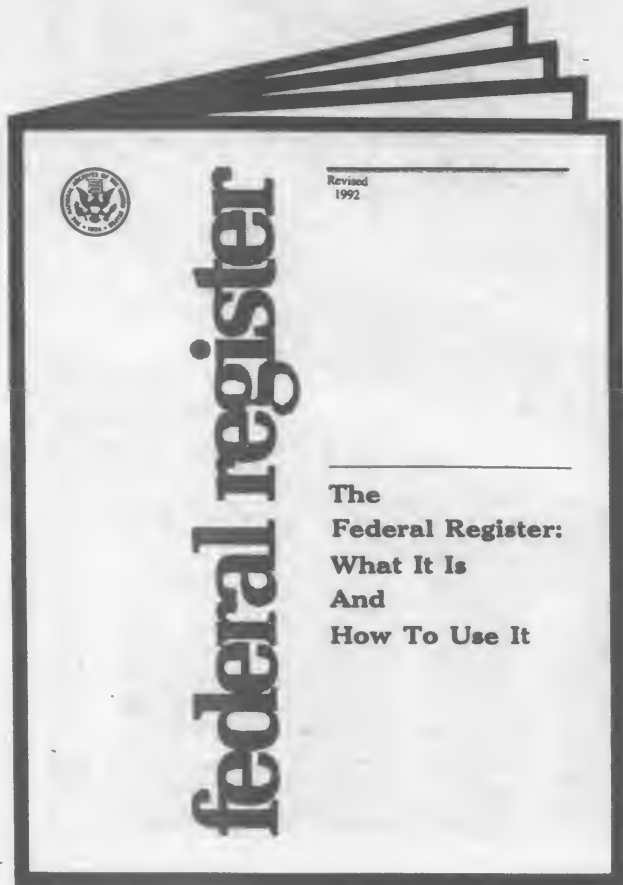 Revised
1992
federal register
The
Federal Register:
What It Is
And
How To Use It